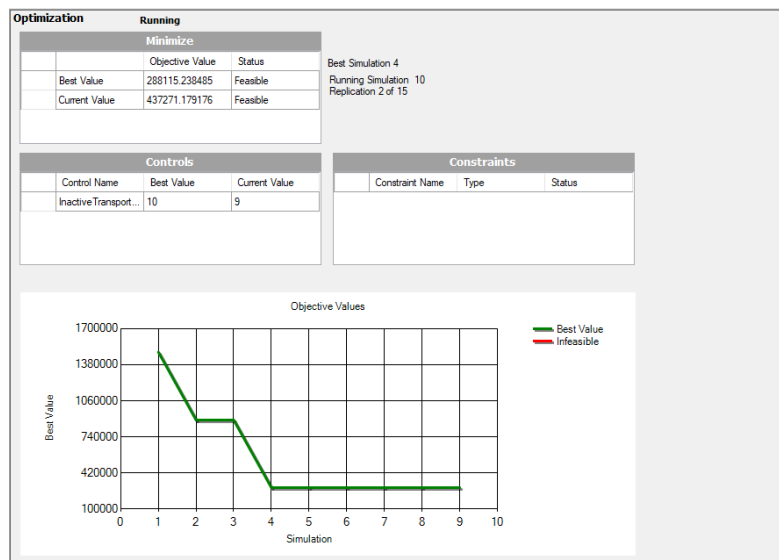 Optimization Running
Minimize
Objective Value Status
Best Value 288115.238485 Feasible
Current Value 437271.179176 Feasible
Best Simulation 4
Running Simulation 10
Replication 2 of 15
Controls
Control Name Best Value Current Value
InactiveTransport... 10 9
Constraints
Constraint Name Type Status
Objective Values
Best Value
1700000
1380000
1060000
740000
420000
100000
0 1 2 3 4 5 6 7 8 9 10
Simulation
Best Value
Infeasible